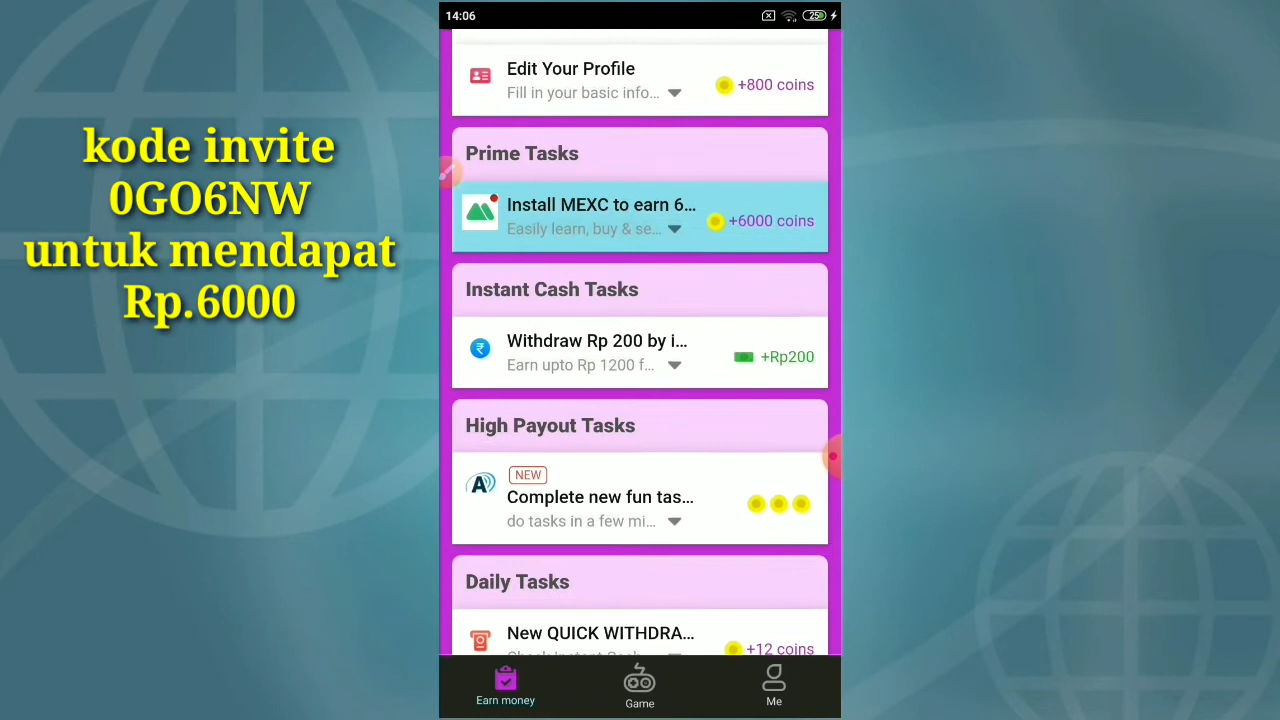 kode invite
0GO6NW
untuk mendapat
Rp.6000
14:06
25
Edit Your Profile
Fill in your basic info...
+800 coins
Prime Tasks
Install MEXC to earn 6...
Easily learn, buy & se...
+6000 coins
Instant Cash Tasks
Withdraw Rp 200 by i...
Earn upto Rp 1200 f...
+Rp200
High Payout Tasks
NEW
Complete new fun tas...
do tasks in a few mi...
Daily Tasks
New QUICK WITHDRA...
+12 coins
Earn money
Game
Me